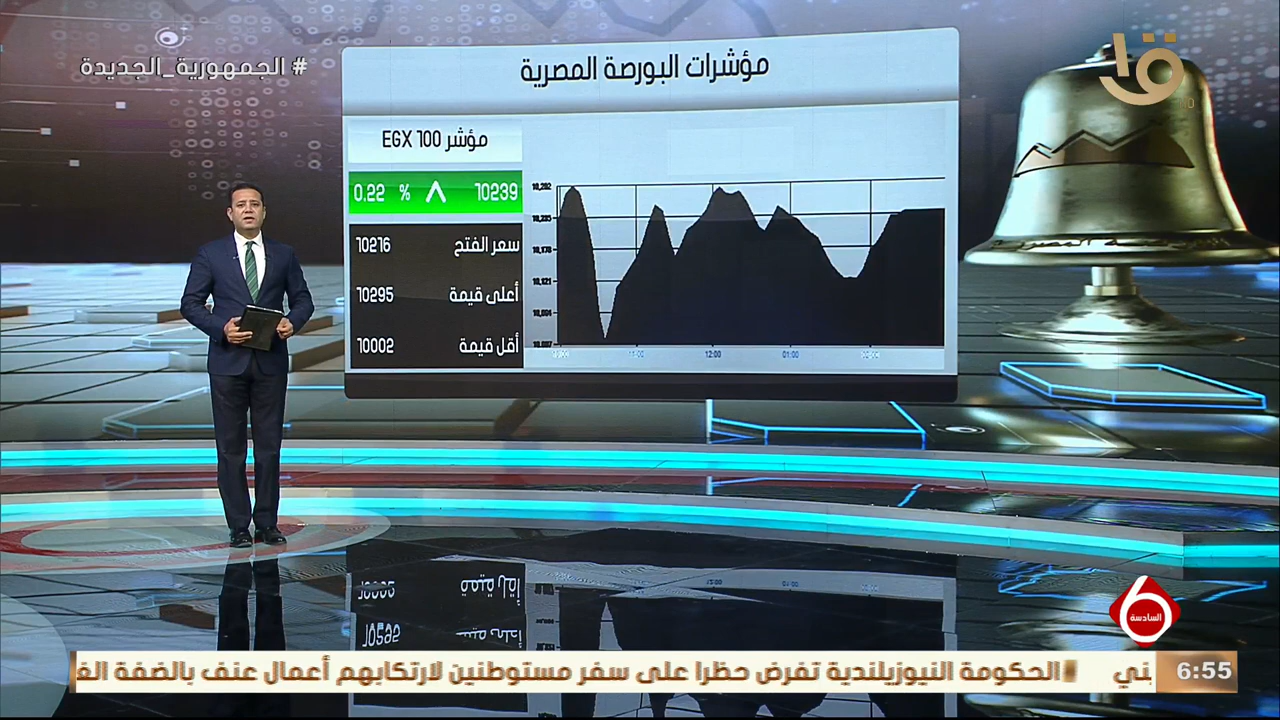 # الجمهورية_الجديدة
مؤشرات البورصة المصرية
مؤشر EGX 100
0.22 % 10239
سعر الفتح 10216
أعلى قيمة 10295
أقل قيمة 10002
12:00
01:00
السادسة
6:55
الحكومة النيوزيلندية تفرض حظرا على سفر مستوطنين لارتكابهم أعمال عنف بالضفة الغ